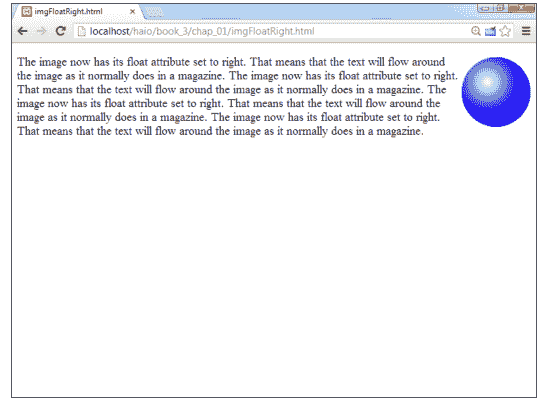 imgFloatRight.html
localhost/haio/book_3/chap_01/imgFloatRight.html
The image now has its float attribute set to right. That means that the text will flow around
the image as it normally does in a magazine. The image now has its float attribute set to right.
That means that the text will flow around the image as it normally does in a magazine. The
image now has its float attribute set to right. That means that the text will flow around the
image as it normally does in a magazine. The image now has its float attribute set to right.
That means that the text will flow around the image as it normally does in a magazine.